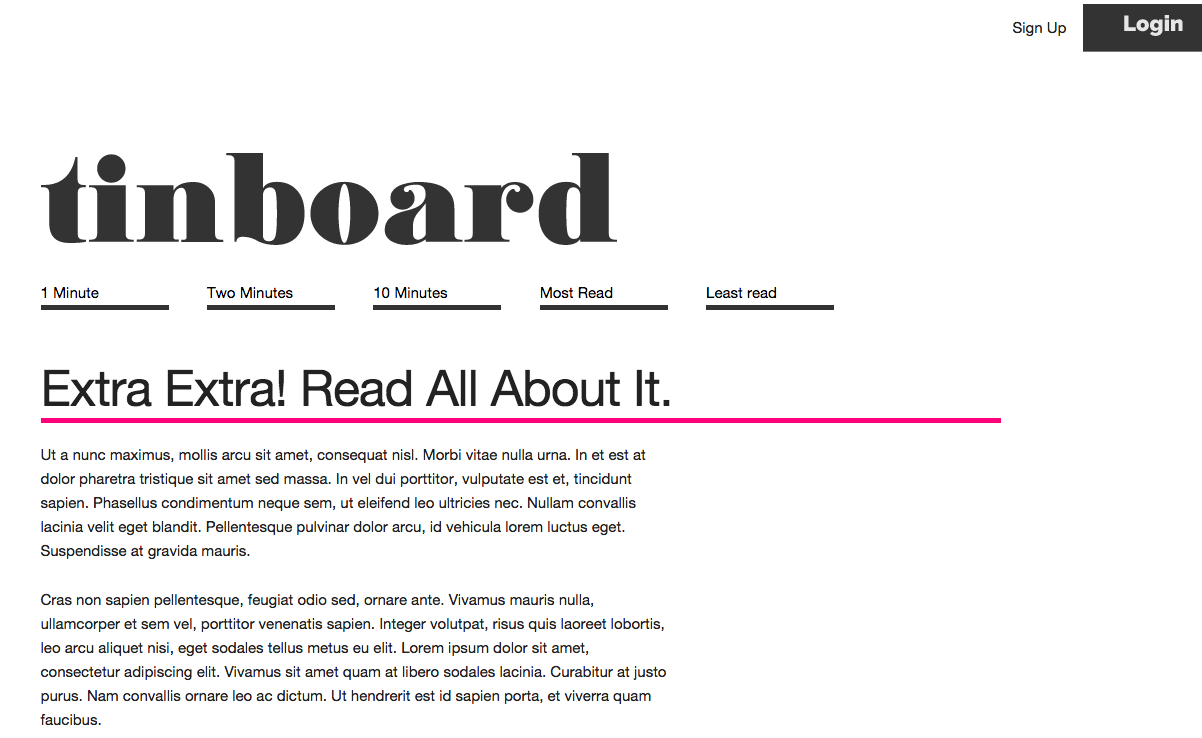 Sign Up
Login
tinboard
1 Minute
Two Minutes
10 Minutes
Most Read
Least read
Extra Extra! Read All About It.
Ut a nunc maximus, mollis arcu sit amet, consequat nisl. Morbi vitae nulla urna. In et est at
dolor pharetra tristique sit amet sed massa. In vel dui porttitor, vulputate est et, tincidunt
sapien. Phasellus condimentum neque sem, ut eleifend leo ultricies nec. Nullam convallis
lacinia velit eget blandit. Pellentesque pulvinar dolor arcu, id vehicula lorem luctus eget.
Suspendisse at gravida mauris.
Cras non sapien pellentesque, feugiat odio sed, ornare ante. Vivamus mauris nulla,
ullamcorper et sem vel, porttitor venenatis sapien. Integer volutpat, risus quis laoreet lobortis,
leo arcu aliquet nisi, eget sodales tellus metus eu elit. Lorem ipsum dolor sit amet,
consectetur adipiscing elit. Vivamus sit amet quam at libero sodales lacinia. Curabitur at justo
purus. Nam convallis ornare leo ac dictum. Ut hendrerit est id sapien porta, et viverra quam
faucibus.